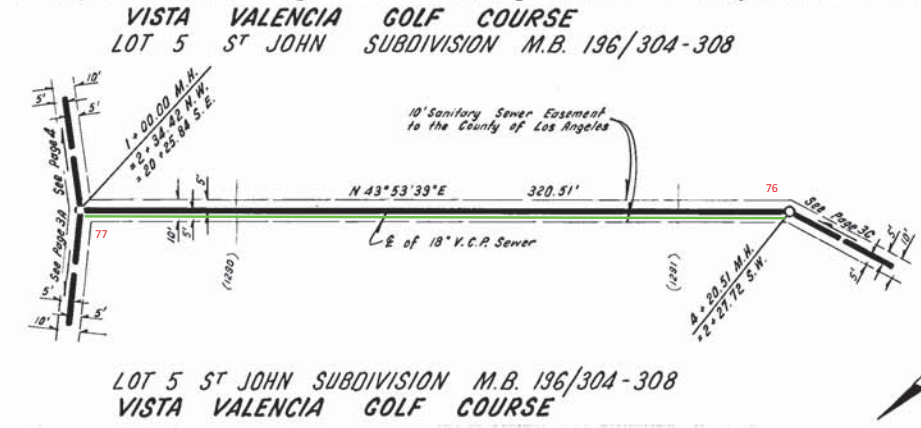 VISTA VALENCIA GOLF COURSE
LOT 5 ST JOHN SUBDIVISION M.B. 196/304-308
10'
5'
5'
See Page 4
1+00.00 M.H.
=2+34.42 N.W.
=20+25.84 S.E.
10' Sanitary Sewer Easement
to the County of Los Angeles
N 43°53'39"E 320.51'
5'
76
77
See Page 3A
10'
5'
℄ of 18" V.C.P. Sewer
(1290)
(1291)
See Page 3C
5'
10'
5'
4+20.51 M.H.
=2+27.72 S.W.
5'
5'
10'
LOT 5 ST JOHN SUBDIVISION M.B. 196/304-308
VISTA VALENCIA GOLF COURSE